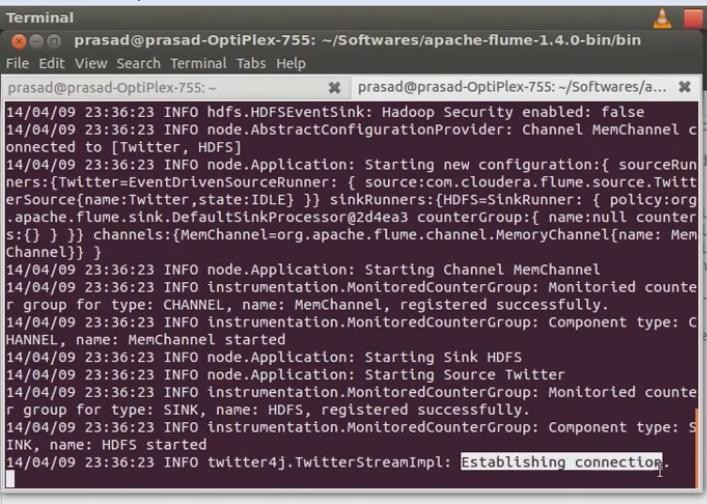 Terminal
prasad@prasad-OptiPlex-755: ~/Softwares/apache-flume-1.4.0-bin/bin
File Edit View Search Terminal Tabs Help
prasad@prasad-OptiPlex-755: ~
prasad@prasad-OptiPlex-755: ~/Softwares/a...
14/04/09 23:36:23 INFO hdfs.HDFSEventSink: Hadoop Security enabled: false
14/04/09 23:36:23 INFO node.AbstractConfigurationProvider: Channel MemChannel c
onnected to [Twitter, HDFS]
14/04/09 23:36:23 INFO node.Application: Starting new configuration:{ sourceRun
ners:{Twitter=EventDrivenSourceRunner: { source:com.cloudera.flume.source.Twitt
erSource{name:Twitter,state:IDLE} }} sinkRunners:{HDFS=SinkRunner: { policy:org
.apache.flume.sink.DefaultSinkProcessor@2d4ea3 counterGroup:{ name:null counter
s:{} } }} channels:{MemChannel=org.apache.flume.channel.MemoryChannel{name: Mem
Channel}} }
14/04/09 23:36:23 INFO node.Application: Starting Channel MemChannel
14/04/09 23:36:23 INFO instrumentation.MonitoredCounterGroup: Monitoried counte
r group for type: CHANNEL, name: MemChannel, registered successfully.
14/04/09 23:36:23 INFO instrumentation.MonitoredCounterGroup: Component type: C
HANNEL, name: MemChannel started
14/04/09 23:36:23 INFO node.Application: Starting Sink HDFS
14/04/09 23:36:23 INFO node.Application: Starting Source Twitter
14/04/09 23:36:23 INFO instrumentation.MonitoredCounterGroup: Monitoried counte
r group for type: SINK, name: HDFS, registered successfully.
14/04/09 23:36:23 INFO instrumentation.MonitoredCounterGroup: Component type: S
INK, name: HDFS started
14/04/09 23:36:23 INFO twitter4j.TwitterStreamImpl: Establishing connection.